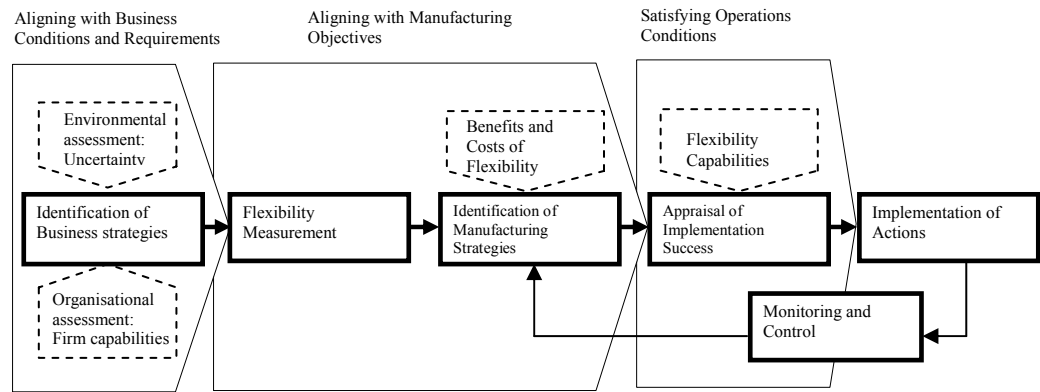 Aligning with Business
Conditions and Requirements
Aligning with Manufacturing
Objectives
Satisfying Operations
Conditions
Environmental
assessment:
Uncertainty
Benefits and
Costs of
Flexibility
Flexibility
Capabilities
Identification of
Business strategies
Flexibility
Measurement
Identification of
Manufacturing
Strategies
Appraisal of
Implementation
Success
Implementation of
Actions
Organisational
assessment:
Firm capabilities
Monitoring and
Control